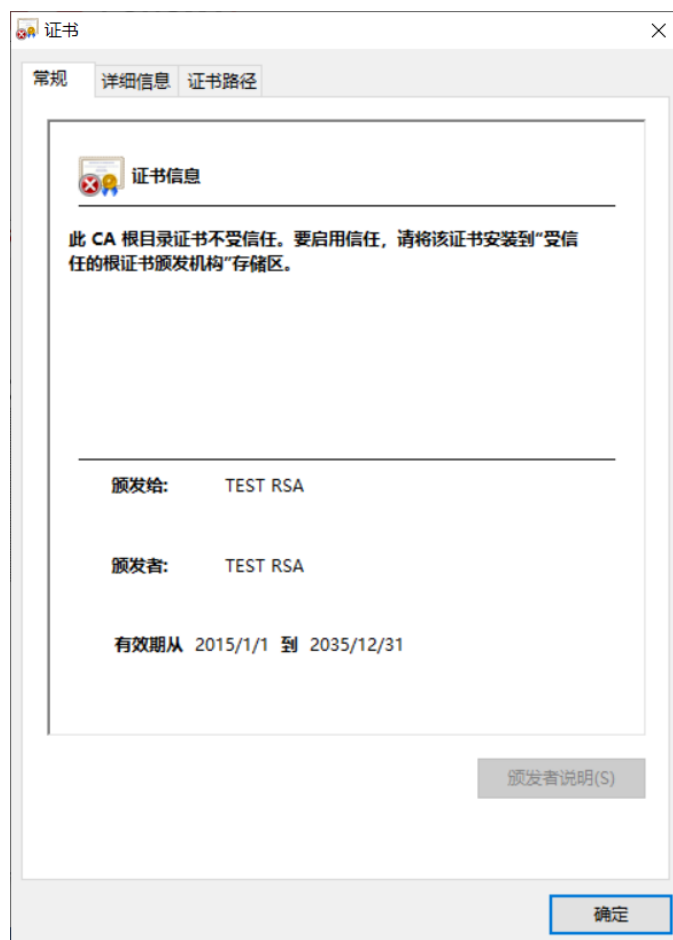 证书
常规 详细信息 证书路径
证书信息
此 CA 根目录证书不受信任。要启用信任，请将该证书安装到“受信
任的根证书颁发机构”存储区。
颁发给: TEST RSA
颁发者: TEST RSA
有效期从 2015/1/1 到 2035/12/31
颁发者说明(S)
确定